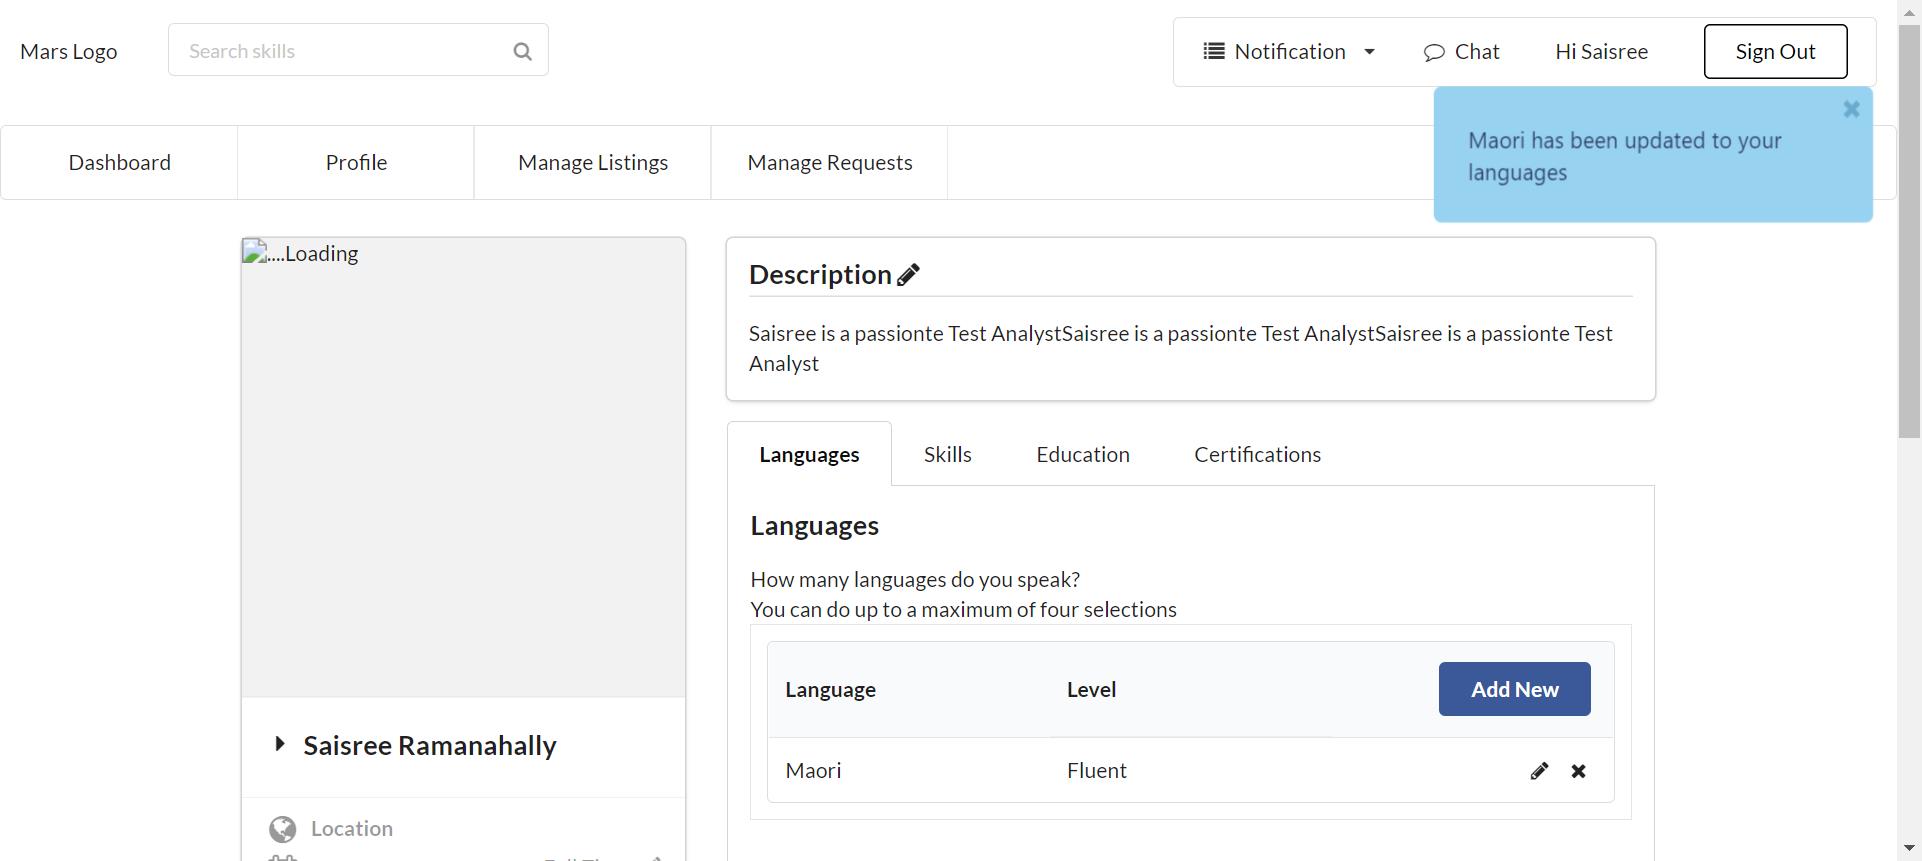 Mars Logo
Search skills
Notification
Chat
Hi Saisree
Sign Out
Maori has been updated to your
languages
Dashboard
Profile
Manage Listings
Manage Requests
....Loading
Description
Saisree is a passionte Test AnalystSaisree is a passionte Test AnalystSaisree is a passionte Test
Analyst
Languages
Skills
Education
Certifications
Languages
How many languages do you speak?
You can do up to a maximum of four selections
Language
Level
Add New
Maori
Fluent
Saisree Ramanahally
Location